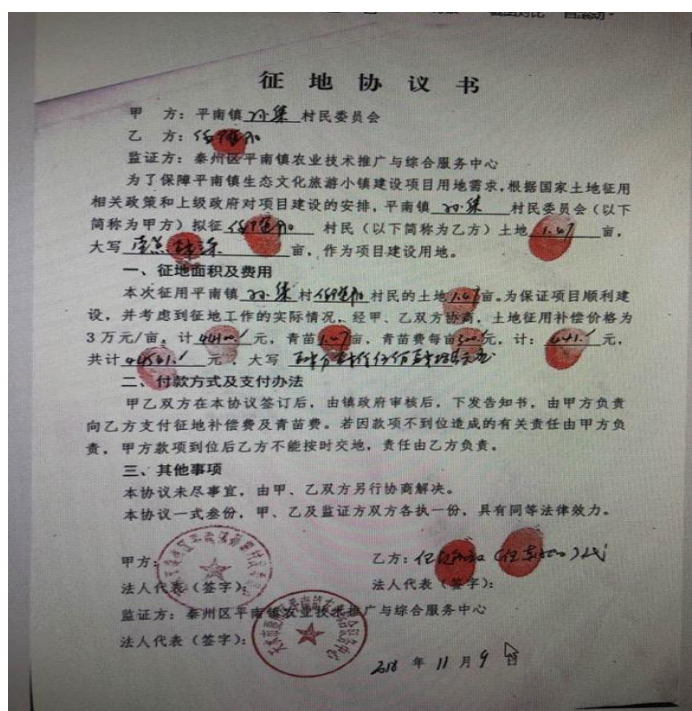 征地协议书
甲 方：平南镇 孙集 村民委员会
乙 方：
监证方：秦州区平南镇农业技术推广与综合服务中心
为了保障平南镇生态文化旅游小镇建设项目用地需求，根据国家土地征用
相关政策和上级政府对项目建设的安排，平南镇 孙集 村民委员会（以下
简称为甲方）拟征 村民（以下简称为乙方）土地 1.47 亩，
大写 亩，作为项目建设用地。
一、征地面积及费用
本次征用平南镇 孙集 村 村民的土地 1.47 亩。为保证项目顺利建
设，并考虑到征地工作的实际情况，经甲、乙双方协商，土地征用补偿价格为
3 万元/亩，计 44100.- 元，青苗 1.47 亩，青苗费每亩 300.- 元，计： 441.- 元，
共计 44541.- 元，大写
二、付款方式及支付办法
甲乙双方在本协议签订后，由镇政府审核后，下发告知书，由甲方负责
向乙方支付征地补偿费及青苗费。若因款项不到位造成的有关责任由甲方负
责，甲方款项到位后乙方不能按时交地，责任由乙方负责。
三、其他事项
本协议未尽事宜，由甲、乙双方另行协商解决。
本协议一式叁份，甲、乙及监证方双方各执一份，具有同等法律效力。
甲方： 乙方：
法人代表（签字）： 法人代表（签字）：
监证方：秦州区平南镇农业技术推广与综合服务中心
法人代表（签字）：
2018 年 11 月 9 日